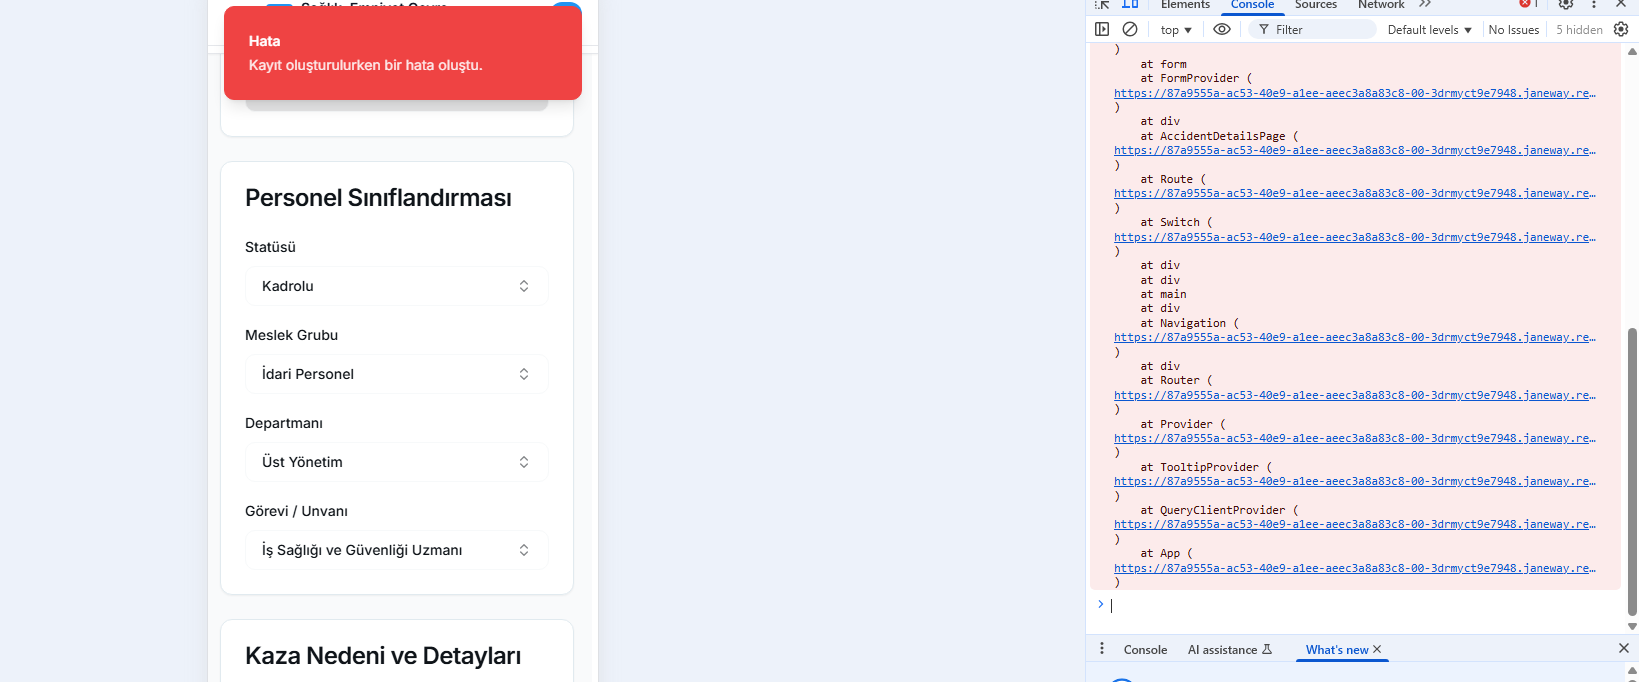 Hata
Kayıt oluşturulurken bir hata oluştu.
Personel Sınıflandırması
Statüsü
Kadrolu
Meslek Grubu
İdari Personel
Departmanı
Üst Yönetim
Görevi / Unvanı
İş Sağlığı ve Güvenliği Uzmanı
Kaza Nedeni ve Detayları
Elements Console Sources Network 1
top Filter Default levels No Issues 5 hidden
)
at form
at FormProvider (
https://87a9555a-ac53-40e9-a1ee-aeec3a8a83c8-00-3drmyct9e7948.janeway.re…
)
at div
at AccidentDetailsPage (
https://87a9555a-ac53-40e9-a1ee-aeec3a8a83c8-00-3drmyct9e7948.janeway.re…
)
at Route (
https://87a9555a-ac53-40e9-a1ee-aeec3a8a83c8-00-3drmyct9e7948.janeway.re…
)
at Switch (
https://87a9555a-ac53-40e9-a1ee-aeec3a8a83c8-00-3drmyct9e7948.janeway.re…
)
at div
at div
at main
at div
at Navigation (
https://87a9555a-ac53-40e9-a1ee-aeec3a8a83c8-00-3drmyct9e7948.janeway.re…
)
at div
at Router (
https://87a9555a-ac53-40e9-a1ee-aeec3a8a83c8-00-3drmyct9e7948.janeway.re…
)
at Provider (
https://87a9555a-ac53-40e9-a1ee-aeec3a8a83c8-00-3drmyct9e7948.janeway.re…
)
at TooltipProvider (
https://87a9555a-ac53-40e9-a1ee-aeec3a8a83c8-00-3drmyct9e7948.janeway.re…
)
at QueryClientProvider (
https://87a9555a-ac53-40e9-a1ee-aeec3a8a83c8-00-3drmyct9e7948.janeway.re…
)
at App (
https://87a9555a-ac53-40e9-a1ee-aeec3a8a83c8-00-3drmyct9e7948.janeway.re…
)
Console AI assistance What's new